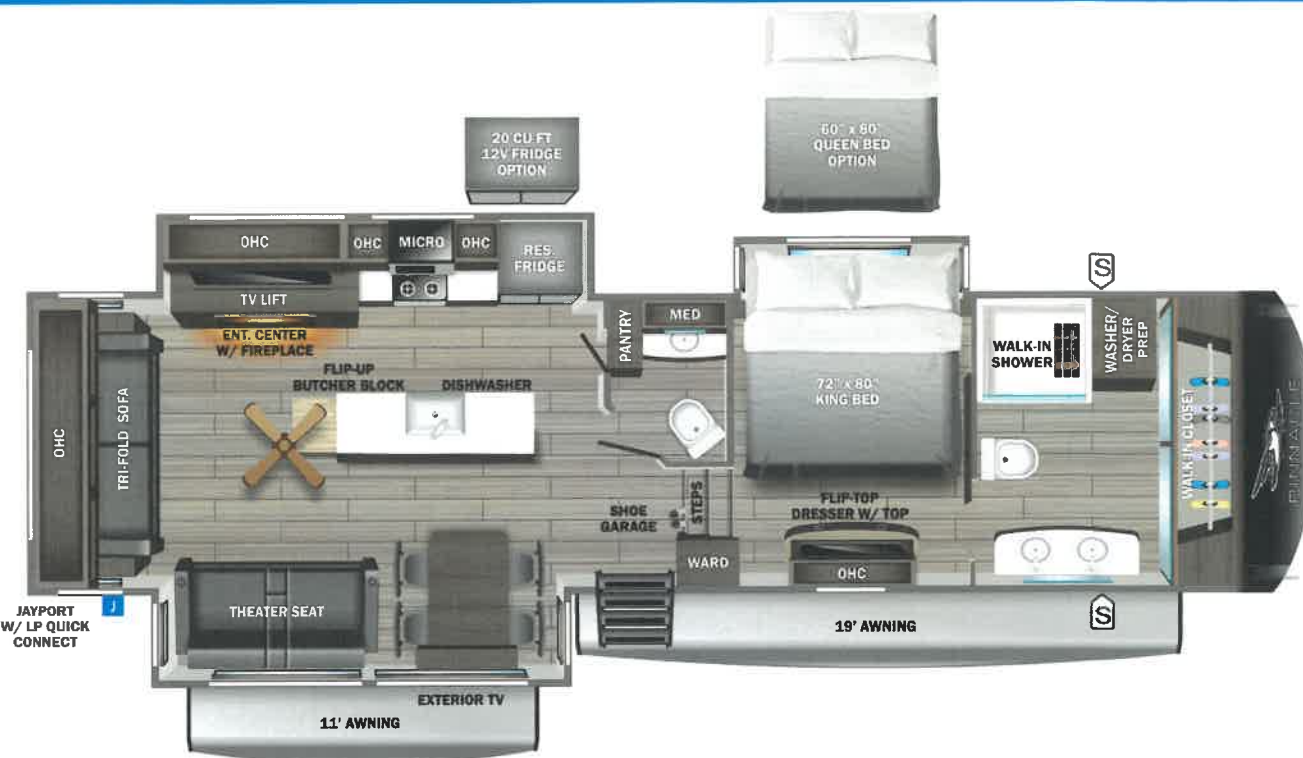 60" x 80"
QUEEN BED
OPTION
20 CU FT
12V FRIDGE
OPTION
OHC
OHC
MICRO
OHC
RES.
FRIDGE
TV LIFT
ENT. CENTER
W/ FIREPLACE
PANTRY
MED
S
WALK-IN
SHOWER
WASHER/
DRYER
PREP
FLIP-UP
BUTCHER BLOCK
DISHWASHER
72" x 80"
KING BED
OHC
TRI-FOLD SOFA
WALK-IN CLOSET
PINNACLE
SHOE
GARAGE
STEPS
FLIP-TOP
DRESSER W/ TOP
WARD
OHC
J
JAYPORT
W/ LP QUICK
CONNECT
THEATER SEAT
19' AWNING
S
EXTERIOR TV
11' AWNING